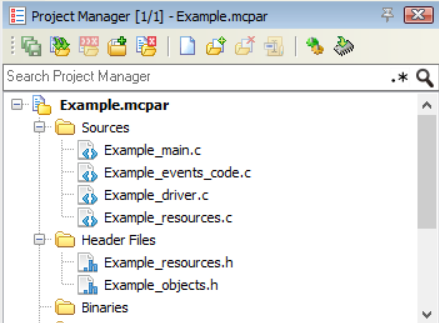 Project Manager [1/1] - Example.mcpar
Search Project Manager .*
Example.mcpar
Sources
Example_main.c
Example_events_code.c
Example_driver.c
Example_resources.c
Header Files
Example_resources.h
Example_objects.h
Binaries